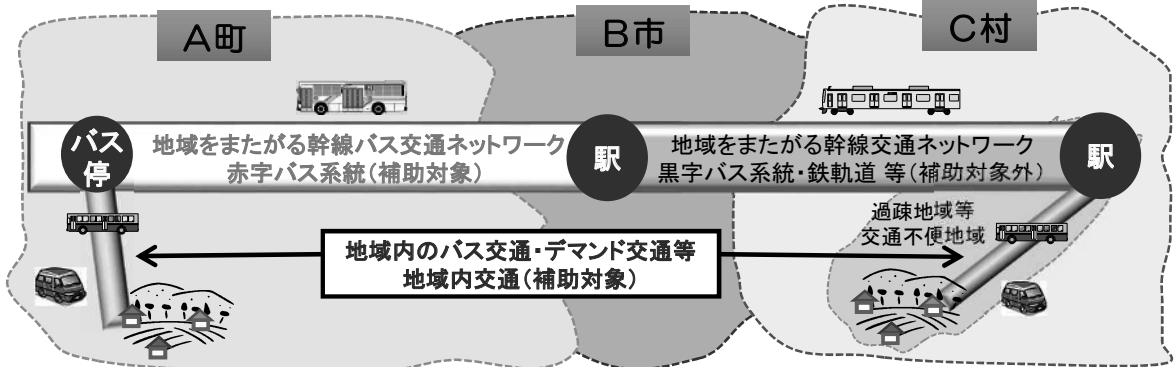 A町
B市
C村
バス
停
地域をまたがる幹線バス交通ネットワーク
赤字バス系統(補助対象)
駅
地域をまたがる幹線交通ネットワーク
黒字バス系統・鉄軌道 等(補助対象外)
駅
過疎地域等
交通不便地域
地域内のバス交通・デマンド交通等
地域内交通(補助対象)